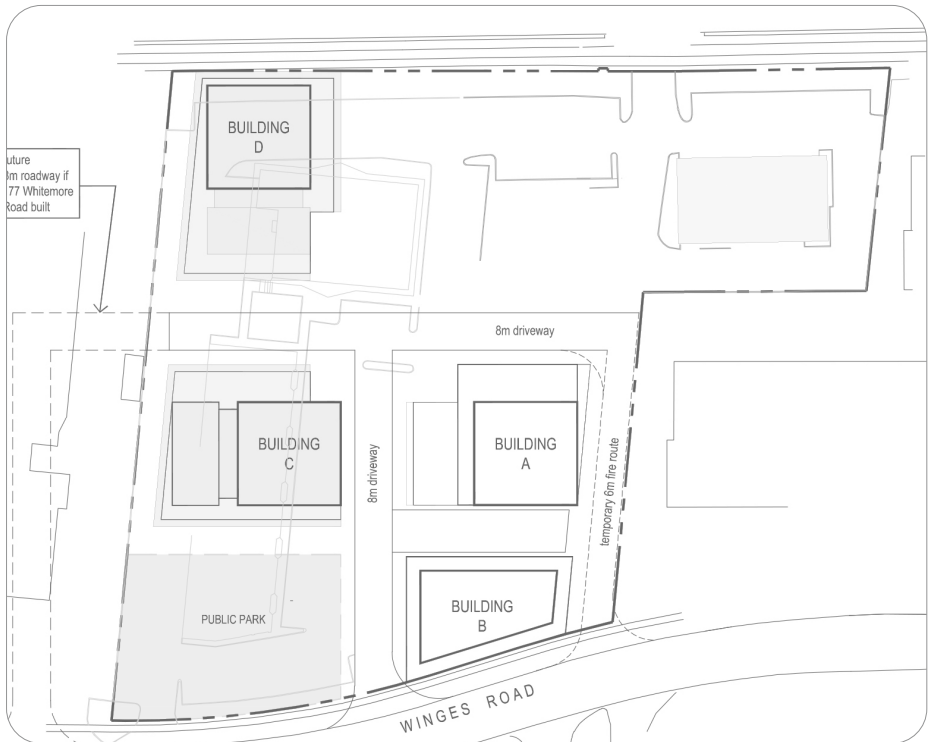 BUILDING
D
uture
3m roadway if
77 Whitemore
Road built
8m driveway
BUILDING
C
8m driveway
BUILDING
A
temporary 6m fire route
BUILDING
B
PUBLIC PARK
WINGES ROAD